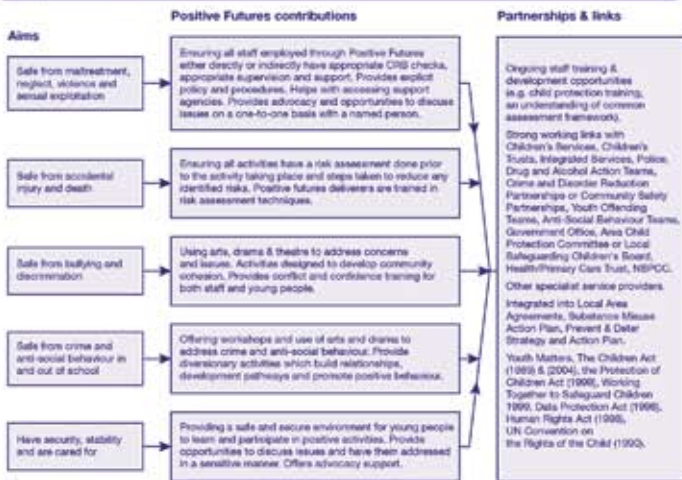 Positive Futures contributions
Partnerships & links
Aims
Safe from maltreatment,
neglect, violence and
sexual exploitation
Ensuring all staff employed through Positive Futures
either directly or indirectly have appropriate CRB checks,
appropriate supervision and support. Provides explicit
policy and procedures. Helps with accessing support
agencies. Provides advocacy and opportunities to discuss
issues on a one-to-one basis with a named person.
Safe from accidental
injury and death
Ensuring all activities have a risk assessment done prior
to the activity taking place and steps taken to reduce any
identified risks. Positive futures deliverers are trained in
risk assessment techniques.
Safe from bullying and
discrimination
Using arts, drama & theatre to address concerns
and issues. Activities designed to develop community
cohesion. Provides conflict and confidence training for
both staff and young people.
Safe from crime and
anti-social behaviour in
and out of school
Offering workshops and use of arts and drama to
address crime and anti-social behaviour. Provide
diversionary activities which build relationships,
development pathways and promote positive behaviour.
Have security, stability
and are cared for
Providing a safe and secure environment for young people
to learn and participate in positive activities. Provide
opportunities to discuss issues and have them addressed
in a sensitive manner. Offers advocacy support.
Ongoing staff training &
development opportunities
(e.g. child protection training,
an understanding of common
assessment framework).
Strong working links with
Children's Services, Children's
Trusts, Integrated Services, Police,
Drug and Alcohol Action Teams,
Crime and Disorder Reduction
Partnerships or Community Safety
Partnerships, Youth Offending
Teams, Anti-Social Behaviour Teams,
Government Office, Area Child
Protection Committee or Local
Safeguarding Children's Board,
Health/Primary Care Trust, NSPCC.
Other specialist service providers.
Integrated into Local Area
Agreements, Substance Misuse
Action Plan, Prevent & Deter
Strategy and Action Plan.
Youth Matters, The Children Act
(1989) & (2004), the Protection of
Children Act (1999), Working
Together to Safeguard Children
1999, Data Protection Act (1998),
Human Rights Act (1998),
UN Convention on
the Rights of the Child (1990).